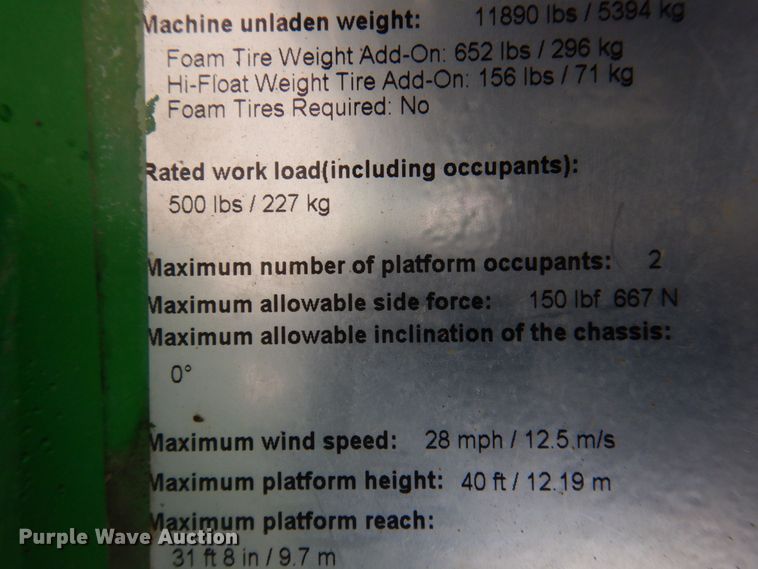 Machine unladen weight: 11890 lbs / 5394 kg
Foam Tire Weight Add-On: 652 lbs / 296 kg
Hi-Float Weight Tire Add-On: 156 lbs / 71 kg
Foam Tires Required: No
Rated work load(including occupants):
500 lbs / 227 kg
Maximum number of platform occupants: 2
Maximum allowable side force: 150 lbf 667 N
Maximum allowable inclination of the chassis:
0°
Maximum wind speed: 28 mph / 12.5 m/s
Maximum platform height: 40 ft / 12.19 m
Maximum platform reach:
31 ft 8 in / 9.7 m
Purple Wave Auction